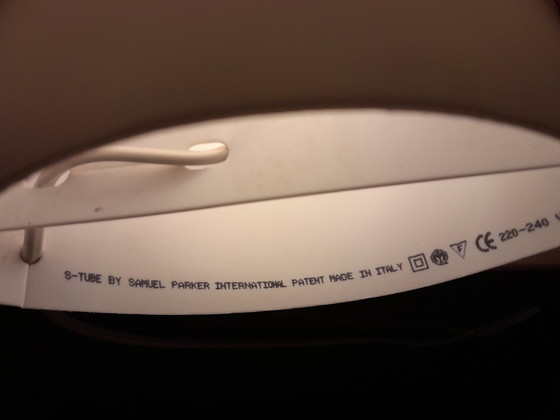 S-TUBE BY SAMUEL PARKER INTERNATIONAL PATENT MADE IN ITALY F CE 220-240 V